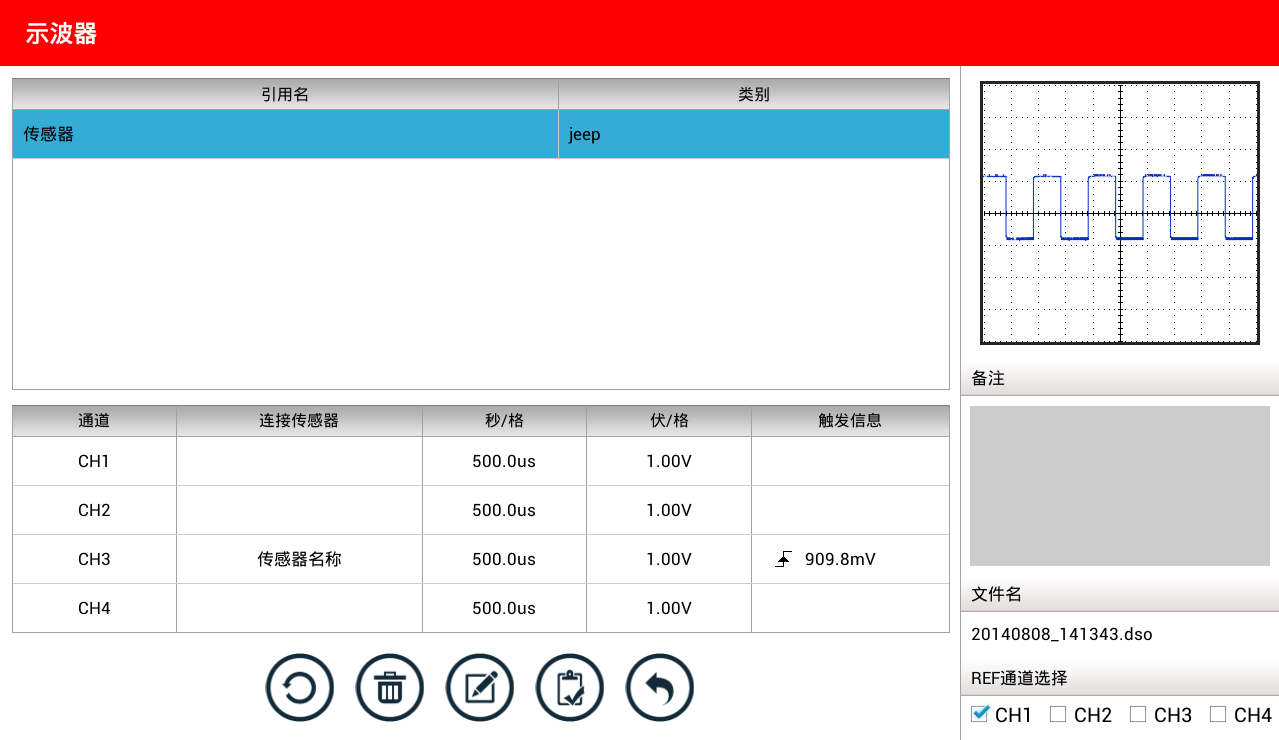 示波器
引用名 类别
传感器 jeep
通道 连接传感器 秒/格 伏/格 触发信息
CH1 500.0us 1.00V
CH2 500.0us 1.00V
CH3 传感器名称 500.0us 1.00V 909.8mV
CH4 500.0us 1.00V
备注
文件名
20140808_141343.dso
REF通道选择
CH1 CH2 CH3 CH4